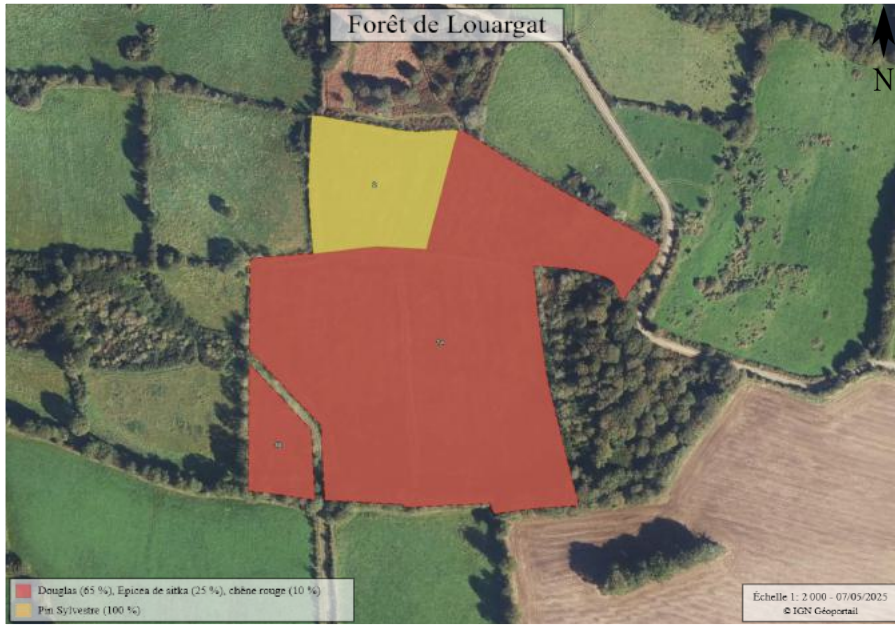 Forêt de Louargat
N
Douglas (65 %), Epicea de sitka (25 %), chêne rouge (10 %)
Pin Sylvestre (100 %)
Échelle 1: 2 000 - 07/05/2025
© IGN Géoportail